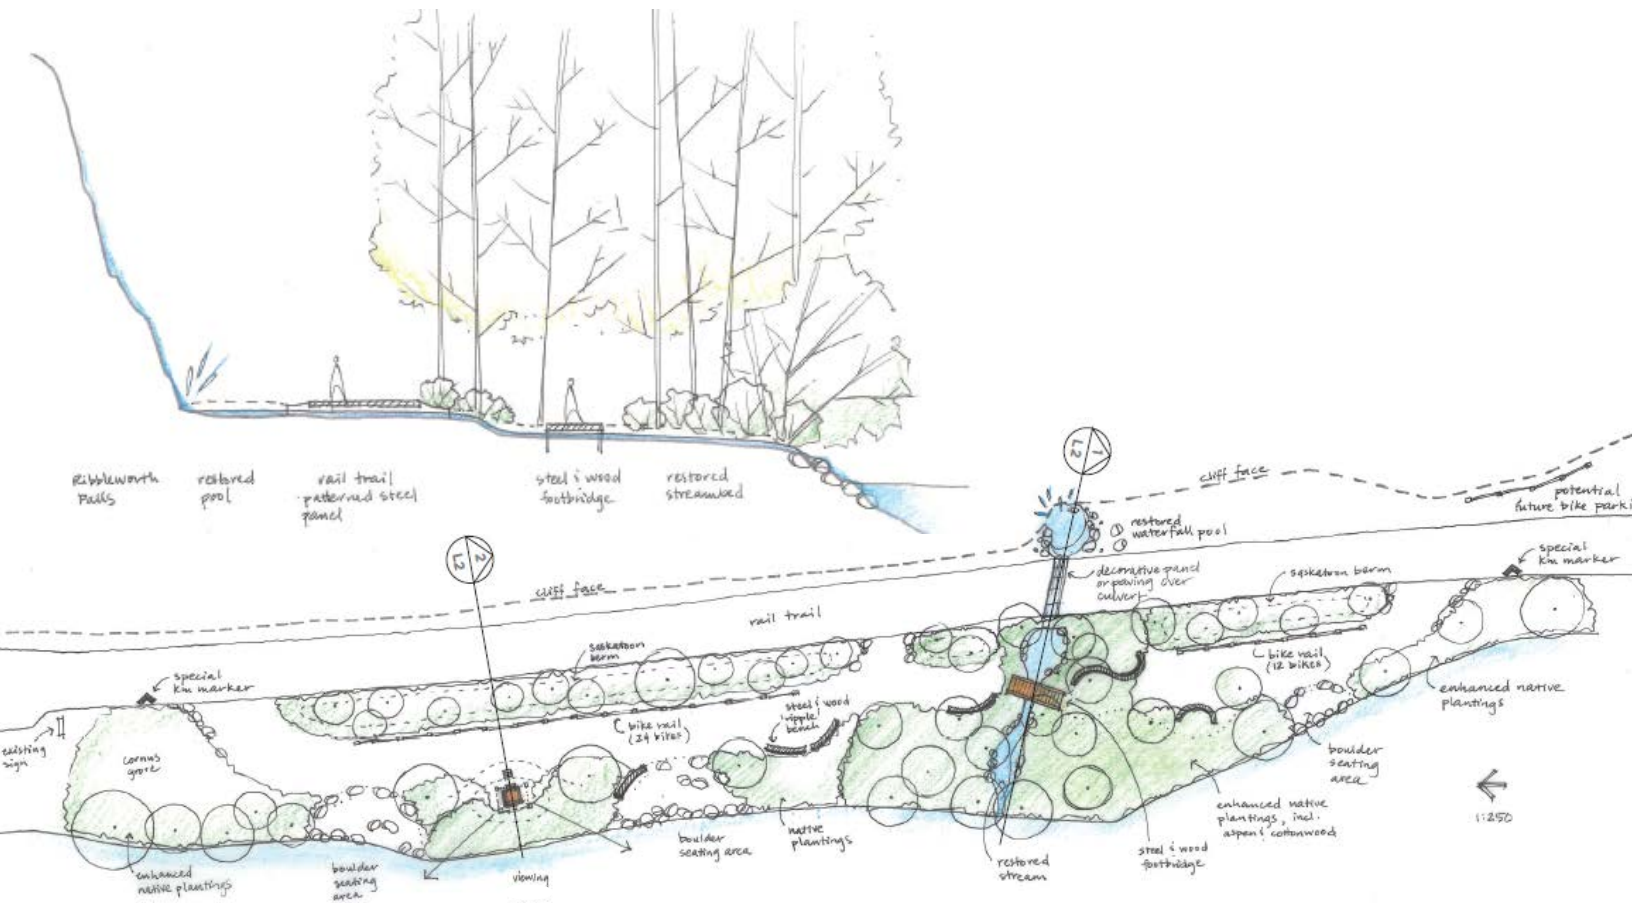 Ribbleworth
Falls
restored
pool
rail trail
patterned steel
panel
steel & wood
footbridge
restored
streambed
1
L2
cliff face
potential
future bike parki
restored
waterfall pool
special
km marker
2
L2
cliff face
decorative panel
or paving over
culvert
saskatoon berm
rail trail
saskatoon
berm
bike rail
(12 bikes)
special
km marker
enhanced native
plantings
steel & wood
'ripple'
bench
bike rail
(24 bikes)
existing
sign
cornus
grove
boulder
seating
area
enhanced native
plantings, incl.
aspen & cottonwood
1:250
native
plantings
boulder
seating area
steel & wood
footbridge
restored
stream
enhanced
native plantings
boulder
seating
area
viewing